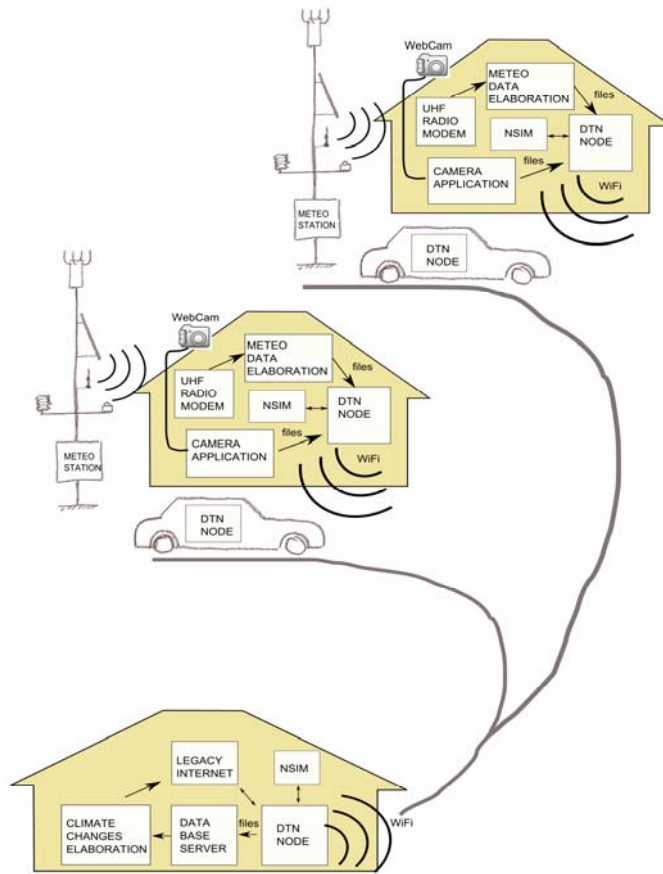 WebCam
METEO
DATA
ELABORATION
files
UHF
RADIO
MODEM
NSIM
DTN
NODE
CAMERA
APPLICATION
files
WiFi
METEO
STATION
DTN
NODE
WebCam
METEO
DATA
ELABORATION
files
UHF
RADIO
MODEM
NSIM
DTN
NODE
CAMERA
APPLICATION
files
WiFi
METEO
STATION
DTN
NODE
LEGACY
INTERNET
NSIM
CLIMATE
CHANGES
ELABORATION
DATA
BASE
SERVER
files
DTN
NODE
WiFi